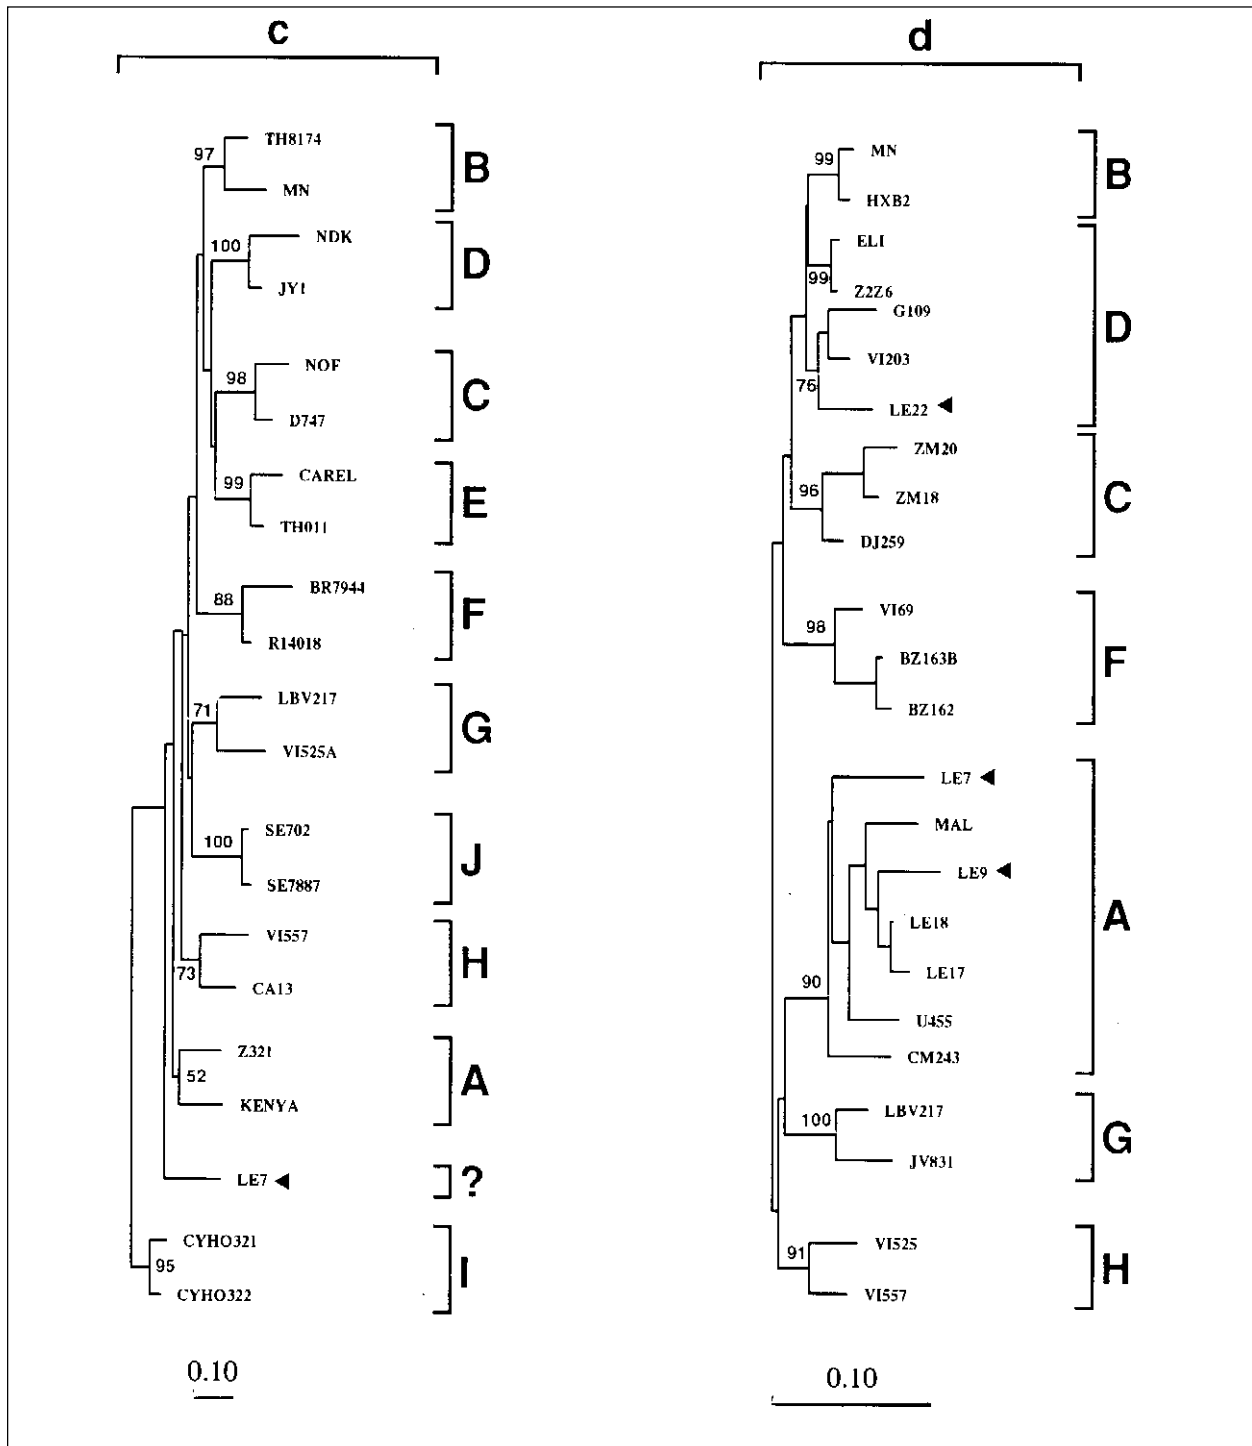 c
97
TH8174
MN
B
100
NDK
JY1
D
98
NOF
D747
C
99
CAREL
TH011
E
88
BR7944
R14018
F
71
LBV217
VI525A
G
100
SE702
SE7887
J
73
VI557
CA13
H
52
Z321
KENYA
A
LE7
?
95
CYHO321
CYHO322
I
0.10
d
99
MN
HXB2
B
99
ELI
Z2Z6
G109
VI203
76
LE22
D
96
ZM20
ZM18
DJ259
C
98
VI69
BZ163B
BZ162
F
90
LE7
MAL
LE9
LE18
LE17
U455
CM243
A
100
LBV217
JV831
G
91
VI525
VI557
H
0.10